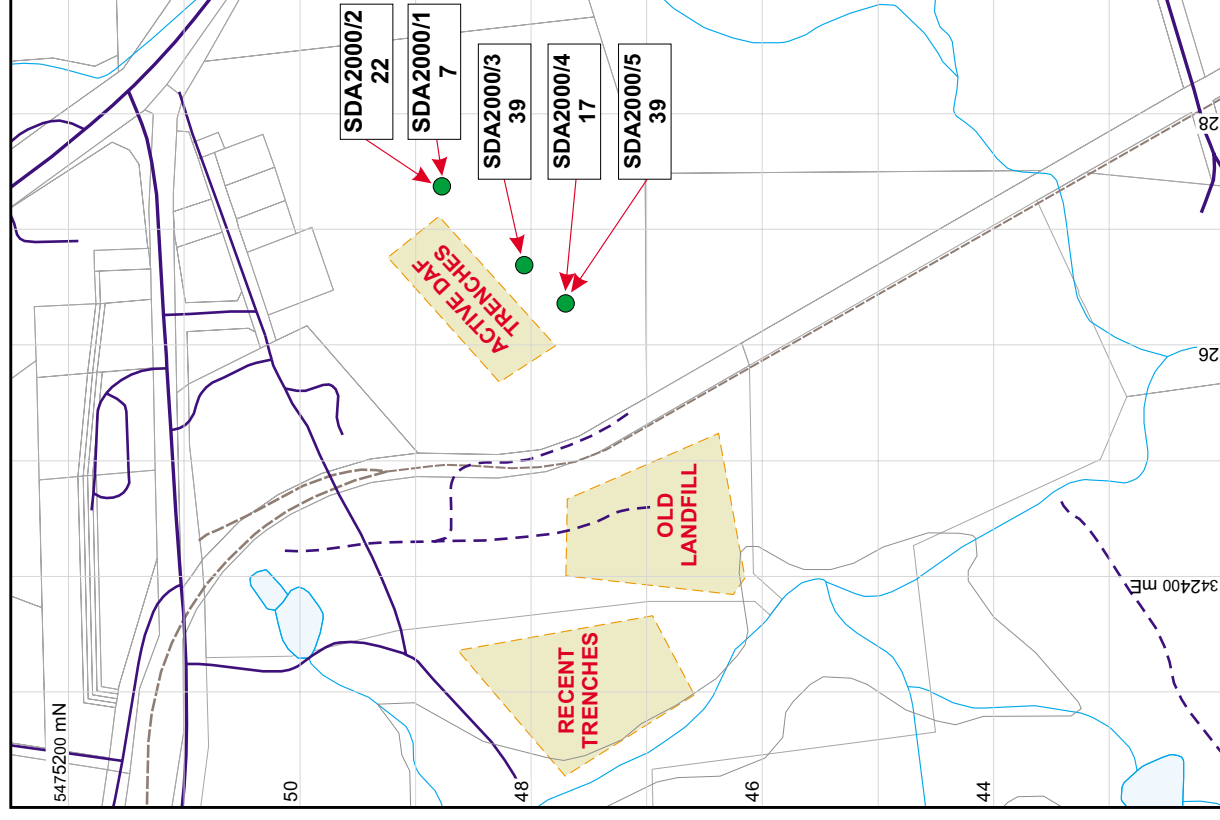 SDA2000/2
22
SDA2000/1
7
SDA2000/3
39
SDA2000/4
17
SDA2000/5
39
ACTIVE DAF
TRENCHES
OLD
LANDFILL
RECENT
TRENCHES
5475200 mN
50
48
46
44
28
26
342400 mE